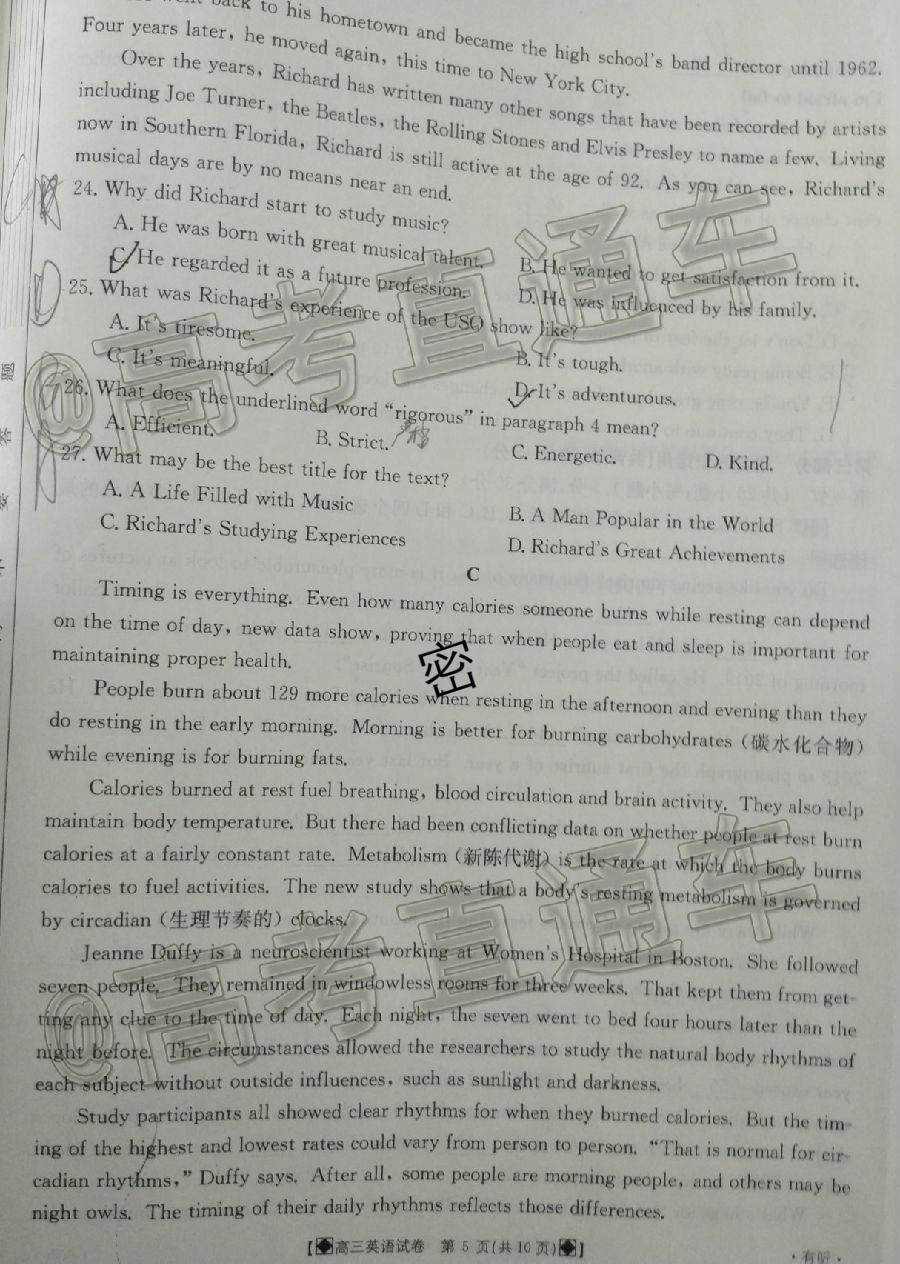 back to his hometown and became the high school's band director until 1962.
Four years later, he moved again, this time to New York City.
Over the years, Richard has written many other songs that have been recorded by artists
including Joe Turner, the Beatles, the Rolling Stones and Elvis Presley to name a few. Living
now in Southern Florida, Richard is still active at the age of 92. As you can see, Richard's
musical days are by no means near an end.
24. Why did Richard start to study music?
A. He was born with great musical talent. B. He wanted to get satisfaction from it.
C. He regarded it as a future profession. D. He was influenced by his family.
25. What was Richard's experience of the USO show like?
A. It's tiresome. B. It's tough.
C. It's meaningful. D. It's adventurous.
26. What does the underlined word "rigorous" in paragraph 4 mean?
A. Efficient. B. Strict. C. Energetic. D. Kind.
27. What may be the best title for the text?
A. A Life Filled with Music B. A Man Popular in the World
C. Richard's Studying Experiences D. Richard's Great Achievements
C
Timing is everything. Even how many calories someone burns while resting can depend
on the time of day, new data show, proving that when people eat and sleep is important for
maintaining proper health.
密
People burn about 129 more calories when resting in the afternoon and evening than they
do resting in the early morning. Morning is better for burning carbohydrates (碳水化合物)
while evening is for burning fats.
Calories burned at rest fuel breathing, blood circulation and brain activity. They also help
maintain body temperature. But there had been conflicting data on whether people at rest burn
calories at a fairly constant rate. Metabolism (新陈代谢) is the rate at which the body burns
calories to fuel activities. The new study shows that a body's resting metabolism is governed
by circadian (生理节奏的) clocks.
Jeanne Duffy is a neuroscientist working at Women's Hospital in Boston. She followed
seven people. They remained in windowless rooms for three weeks. That kept them from get-
ting any clue to the time of day. Each night, the seven went to bed four hours later than the
night before. The circumstances allowed the researchers to study the natural body rhythms of
each subject without outside influences, such as sunlight and darkness.
Study participants all showed clear rhythms for when they burned calories. But the tim-
ing of the highest and lowest rates could vary from person to person. "That is normal for cir-
cadian rhythms," Duffy says. After all, some people are morning people, and others may be
night owls. The timing of their daily rhythms reflects those differences.
【◆高三英语试卷 第 5 页(共 10 页)◆】
·有听·
@高考直通车
@高考直通车
题
答
要